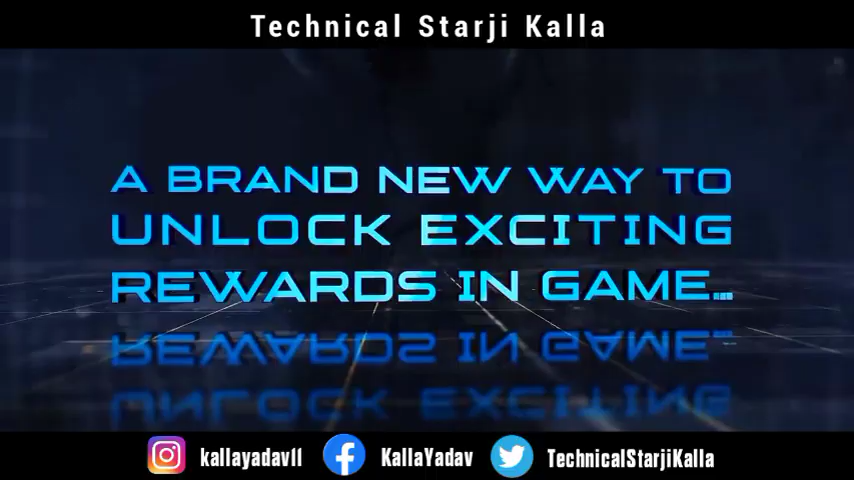 Technical Starji Kalla
A BRAND NEW WAY TO
UNLOCK EXCITING
REWARDS IN GAME...
kallayadav11 KallaYadav TechnicalStarjiKalla